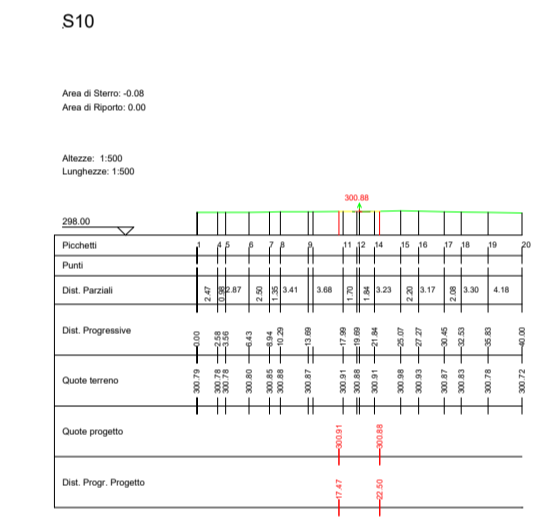 S10
Area di Sterro: -0.08
Area di Riporto: 0.00
Altezze: 1:500
Lunghezze: 1:500
300.88
298.00
Picchetti 1 4 5 6 7 8 9 11 12 14 15 16 17 18 19 20
Punti
Dist. Parziali 2.47 0.98 2.87 2.50 1.35 3.41 3.68 1.70 1.84 3.23 2.20 3.17 2.08 3.30 4.18
Dist. Progressive 0.00 2.58 3.56 6.43 8.94 10.29 13.69 17.99 19.69 21.84 25.07 27.27 30.45 32.53 35.83 40.00
Quote terreno 300.79 300.78 300.78 300.80 300.85 300.88 300.87 300.91 300.88 300.91 300.98 300.93 300.87 300.83 300.78 300.72
Quote progetto 300.91 300.88
Dist. Progr. Progetto 17.47 22.50